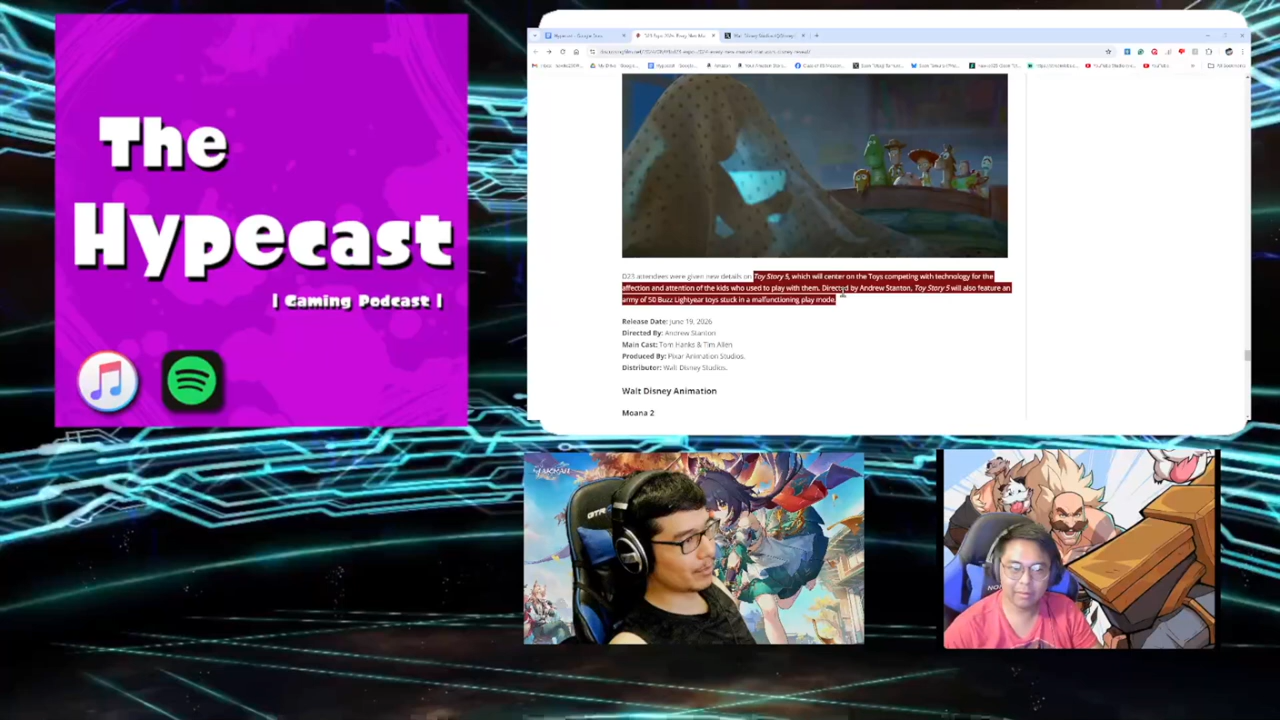 The
Hypecast
| Gaming Podcast |
Hypecast - Google Docs
D23 attendees were given new details on Toy Story 5, which will center on the Toys competing with technology for the
affection and attention of the kids who used to play with them. Directed by Andrew Stanton, Toy Story 5 will also feature an
army of 50 Buzz Lightyear toys stuck in a malfunctioning play mode.
Release Date: June 19, 2026
Directed By: Andrew Stanton
Main Cast: Tom Hanks & Tim Allen
Produced By: Pixar Animation Studios.
Distributor: Walt Disney Studios.
Walt Disney Animation
Moana 2
GTR